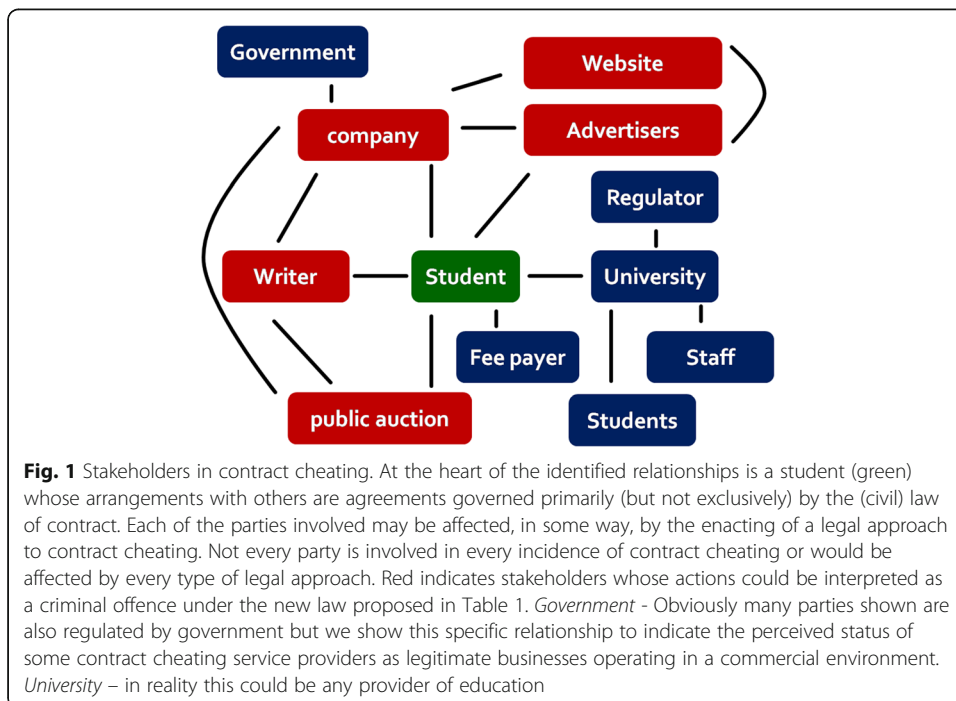 Government
Website
company
Advertisers
Regulator
Writer
Student
University
Fee payer
Staff
public auction
Students
Fig. 1 Stakeholders in contract cheating. At the heart of the identified relationships is a student (green)
whose arrangements with others are agreements governed primarily (but not exclusively) by the (civil) law
of contract. Each of the parties involved may be affected, in some way, by the enacting of a legal approach
to contract cheating. Not every party is involved in every incidence of contract cheating or would be
affected by every type of legal approach. Red indicates stakeholders whose actions could be interpreted as
a criminal offence under the new law proposed in Table 1. Government - Obviously many parties shown are
also regulated by government but we show this specific relationship to indicate the perceived status of
some contract cheating service providers as legitimate businesses operating in a commercial environment.
University – in reality this could be any provider of education